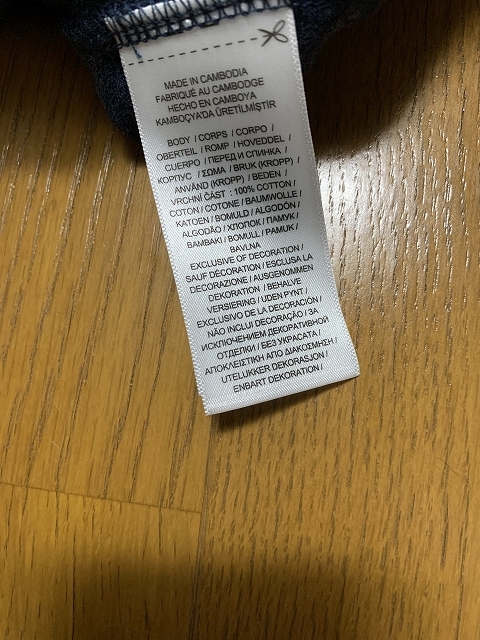 MADE IN CAMBODIA
FABRIQUÉ AU CAMBODGE
HECHO EN CAMBOYA
KAMBOÇYA'DA ÜRETİLMİŞTİR
BODY / CORPS / CORPO /
OBERTEIL / ROMP / HOVEDDEL /
CUERPO / ПЕРЕД И СПИНКА /
КОРПУС / ΣΩΜΑ / BRUK (KROPP) /
ANVÄND (KROPP) / BEDEN /
VRCHNÍ ČÁST : 100% COTTON /
COTON / COTONE / BAUMWOLLE /
KATOEN / BOMULD / ALGODÓN /
ALGODÃO / ХЛОПОК / ПАМУК /
BAMBAKI / BOMULL / PAMUK /
BAVLNA
EXCLUSIVE OF DECORATION /
SAUF DÉCORATION / ESCLUSA LA
DECORAZIONE / AUSGENOMMEN
DEKORATION / BEHALVE
VERSIERING / UDEN PYNT /
EXCLUSIVO DE LA DECORACIÓN /
NÃO INCLUI DECORAÇÃO / ЗА
ИСКЛЮЧЕНИЕМ ДЕКОРАТИВНОЙ
ОТДЕЛКИ / БЕЗ УКРАСАТА /
ΑΠΟΚΛΕΙΣΤΙΚΗ ΑΠΟ ΔΙΑΚΟΣΜΗΣΗ /
UTELUKKER DEKORASJON /
ENBART DEKORATION /